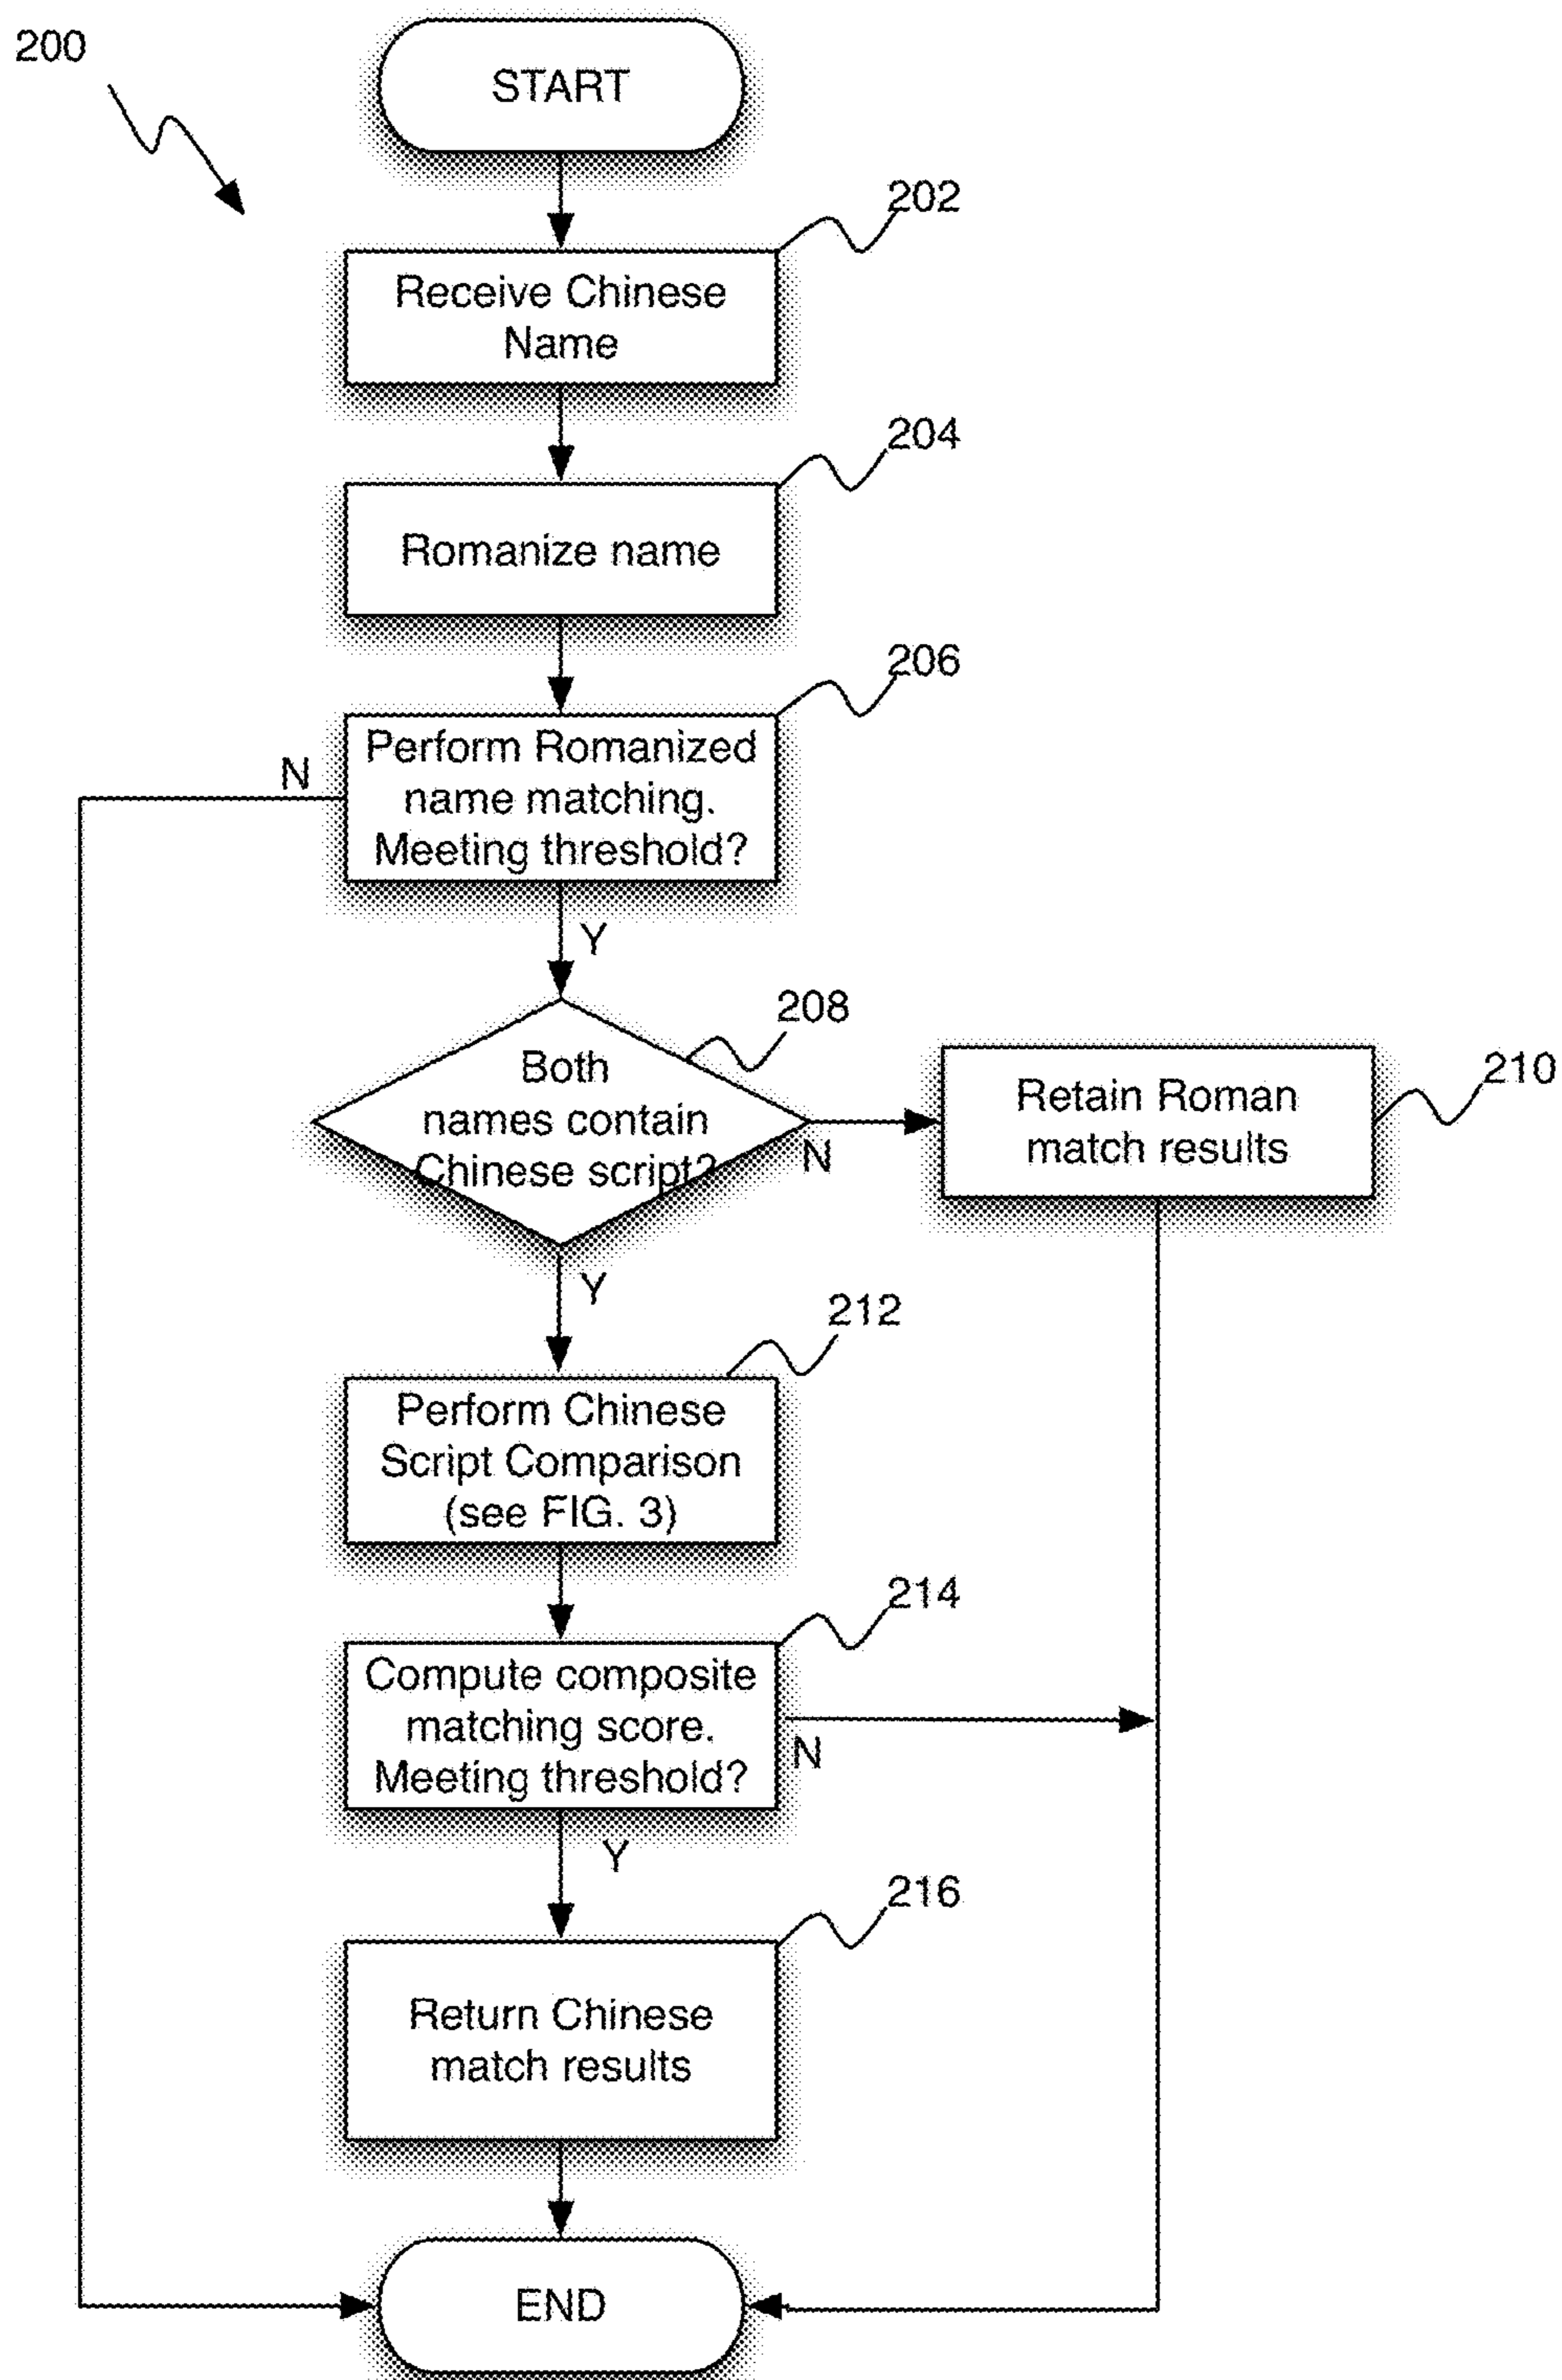 200
START
202
Receive Chinese
Name
204
Romanize name
206
Perform Romanized
name matching.
Meeting threshold?
N
Y
208
Both
names contain
Chinese script?
N
210
Retain Roman
match results
Y
212
Perform Chinese
Script Comparison
(see FIG. 3)
214
Compute composite
matching score.
Meeting threshold?
N
Y
216
Return Chinese
match results
END